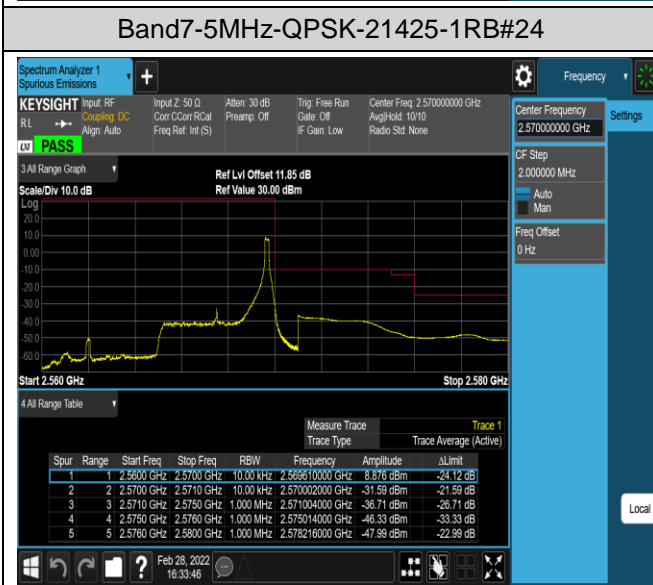 Band7-5MHz-QPSK-21425-1RB#24
Spectrum Analyzer 1
Spurious Emissions
Frequency
KEYSIGHT
RL
Input: RF
Coupling: DC
Align: Auto
Input Z: 50 Ω
Corr CCorr RCal
Freq Ref: Int (S)
Atten: 30 dB
Preamp: Off
Trig: Free Run
Gate: Off
IF Gain: Low
Center Freq: 2.570000000 GHz
Avg|Hold: 10/10
Radio Std: None
LXI PASS
Center Frequency
2.570000000 GHz
Settings
CF Step
2.000000 MHz
Auto
Man
Freq Offset
0 Hz
3 All Range Graph
Scale/Div 10.0 dB
Ref Lvl Offset 11.85 dB
Ref Value 30.00 dBm
Log
20.0
10.0
0.00
-10.0
-20.0
-30.0
-40.0
-50.0
-60.0
Start 2.560 GHz Stop 2.580 GHz
4 All Range Table
Measure Trace Trace 1
Trace Type Trace Average (Active)
Spur Range Start Freq Stop Freq RBW Frequency Amplitude ΔLimit
1 1 2.5600 GHz 2.5700 GHz 10.00 kHz 2.569610000 GHz 8.876 dBm -24.12 dB
2 2 2.5700 GHz 2.5710 GHz 10.00 kHz 2.570002000 GHz -31.59 dBm -21.59 dB
3 3 2.5710 GHz 2.5750 GHz 1.000 MHz 2.571004000 GHz -36.71 dBm -26.71 dB
4 4 2.5750 GHz 2.5760 GHz 1.000 MHz 2.575014000 GHz -46.33 dBm -33.33 dB
5 5 2.5760 GHz 2.5800 GHz 1.000 MHz 2.578216000 GHz -47.99 dBm -22.99 dB
Local
Feb 28, 2022
16:33:46